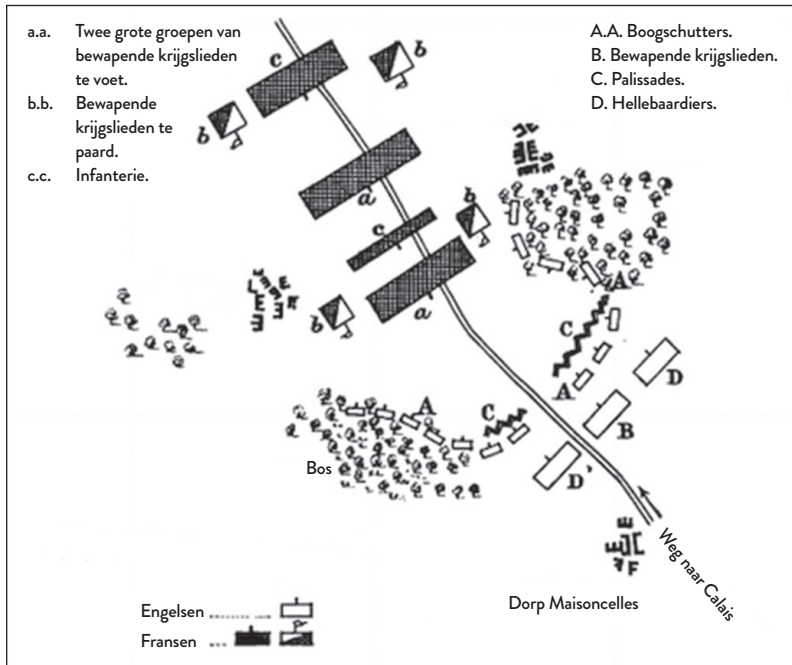 a.a. Twee grote groepen van
bewapende krijgslieden
te voet.
b.b. Bewapende
krijgslieden te
paard.
c.c. Infanterie.
A.A. Boogschutters.
B. Bewapende krijgslieden.
C. Palissades.
D. Hellebaardiers.
c
b
b
a
c
b
b
a
A
C
A
D
B
A
C
D
Bos
Weg naar Calais
Dorp Maisoncelles
Engelsen
Fransen